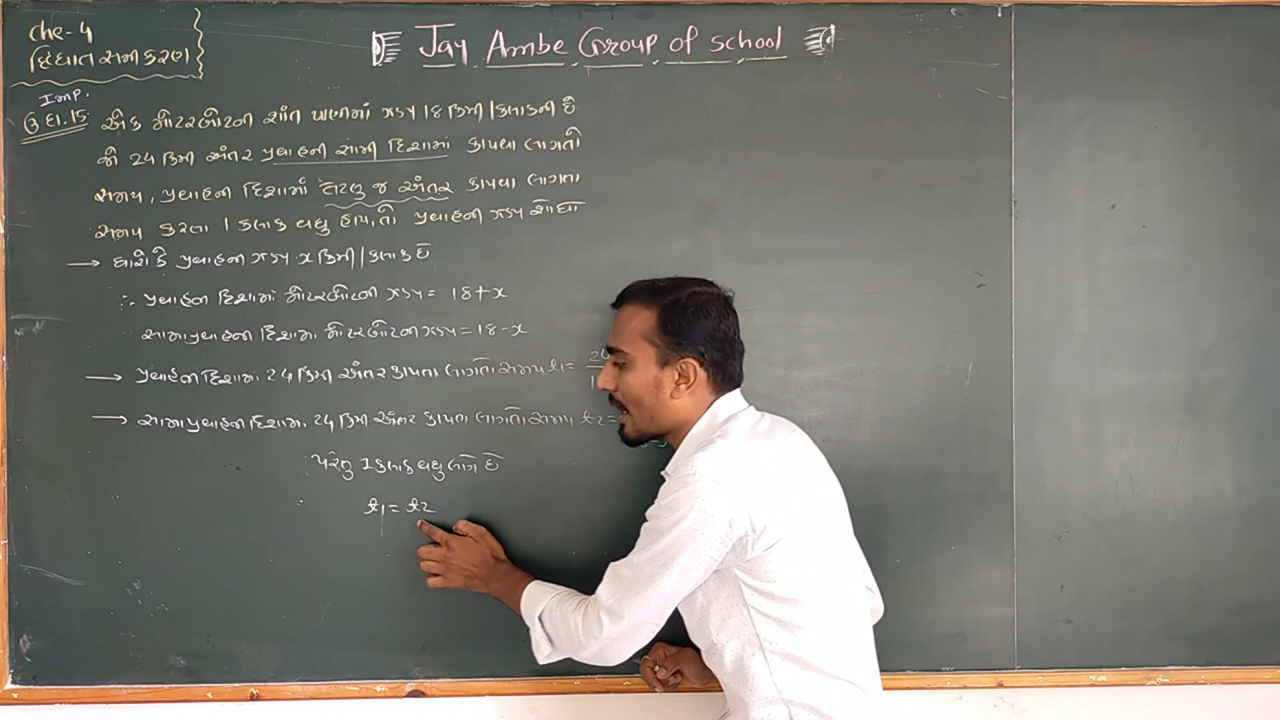 Che-4
દ્વિઘાત સમીકરણ
Jay Ambe Group of school
Imp.
ઉદા.15 એક મોટરબોટની શાંત પાણીમાં ઝડપ 18 કિમી/કલાકની છે
જો 24 કિમી અંતર પ્રવાહની સામી દિશામાં કાપવા લાગતો
સમય, પ્રવાહની દિશામાં તેટલુ જ અંતર કાપવા લાગતા
સમય કરતા 1 કલાક વધુ હોય, તો પ્રવાહની ઝડપ શોધો
→ ધારો કે પ્રવાહની ઝડપ x કિમી/કલાક છે
∴ પ્રવાહની દિશામાં મોટરબોટની ઝડપ = 18+x
સામા પ્રવાહની દિશામાં મોટરબોટની ઝડપ = 18-x
→ પ્રવાહની દિશામાં 24 કિમી અંતર કાપતા લાગતો સમય t1 =
→ સામા પ્રવાહની દિશામાં 24 કિમી અંતર કાપતા લાગતો સમય t2 =
પરંતુ 1 કલાક વધુ લાગે છે
t1 = t2